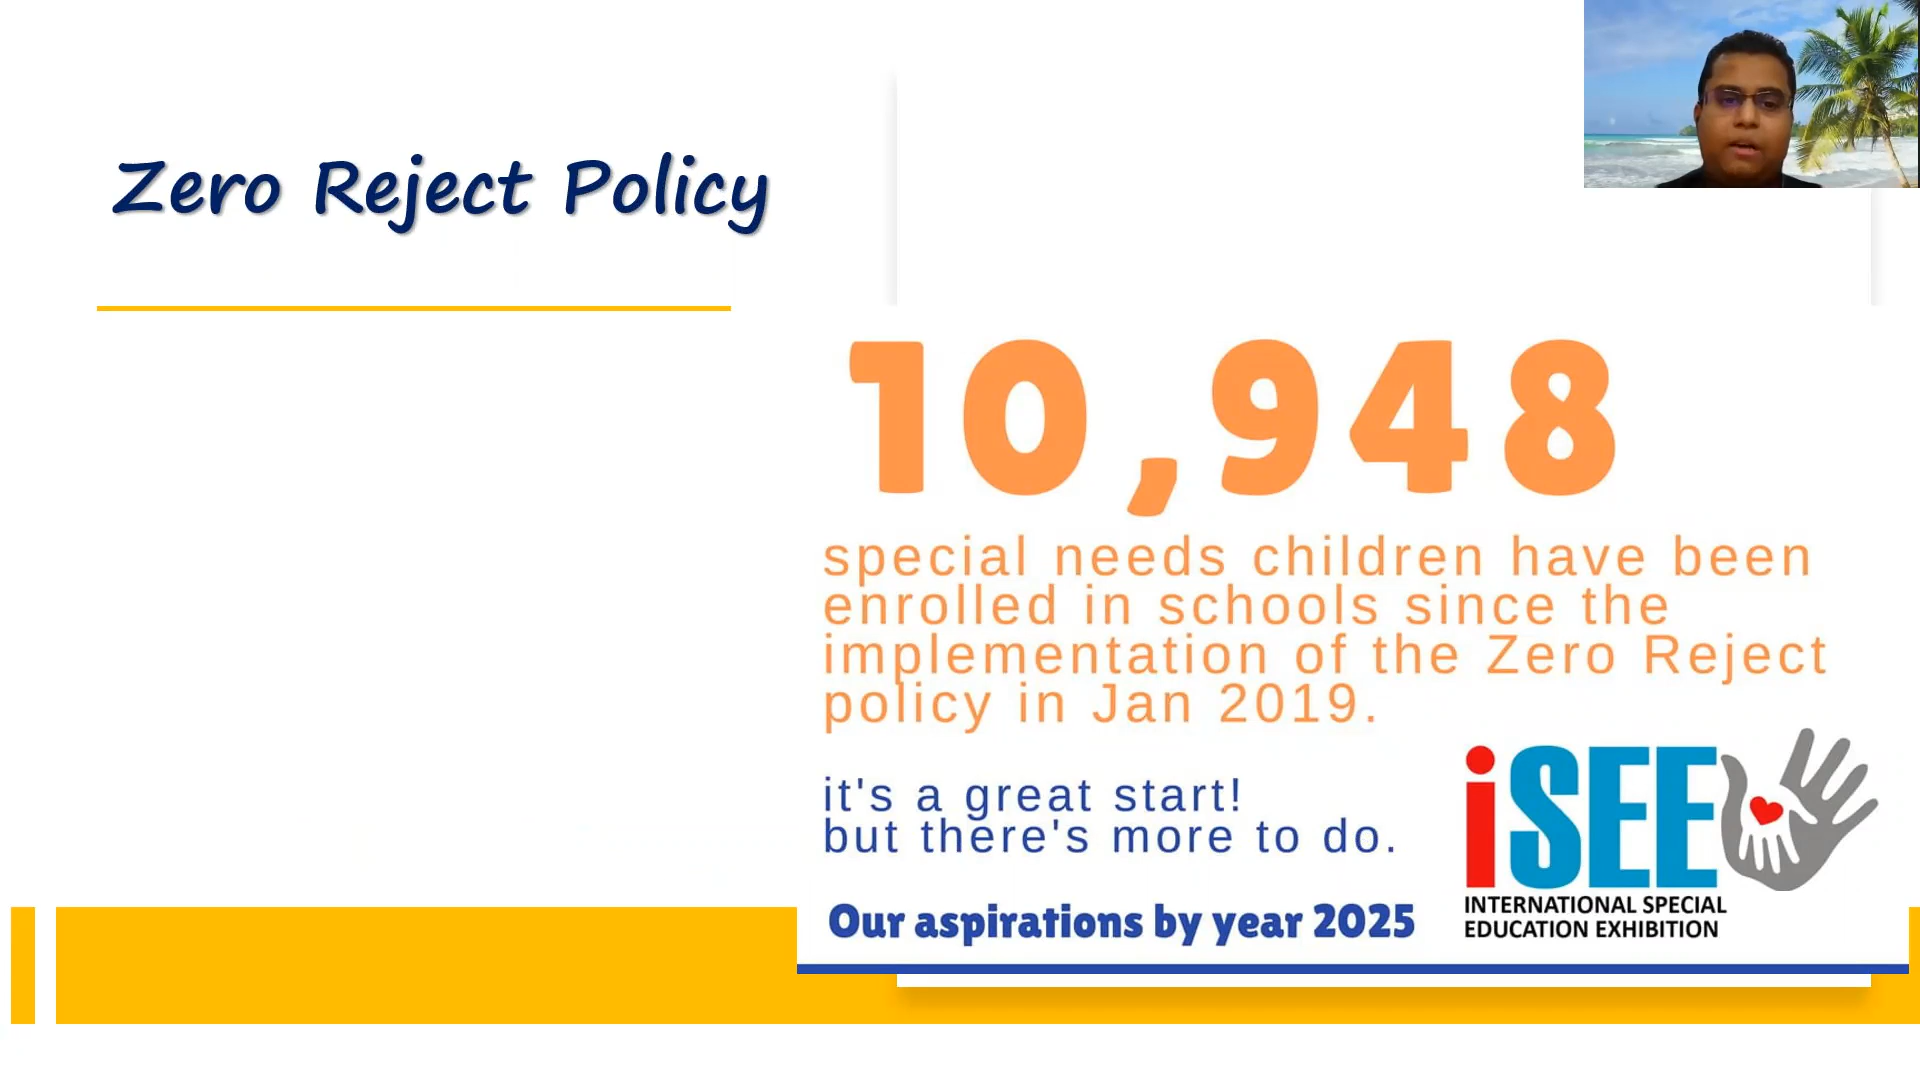 Zero Reject Policy
10,948
special needs children have been
enrolled in schools since the
implementation of the Zero Reject
policy in Jan 2019.
it's a great start!
but there's more to do.
Our aspirations by year 2025
iSEE
INTERNATIONAL SPECIAL
EDUCATION EXHIBITION